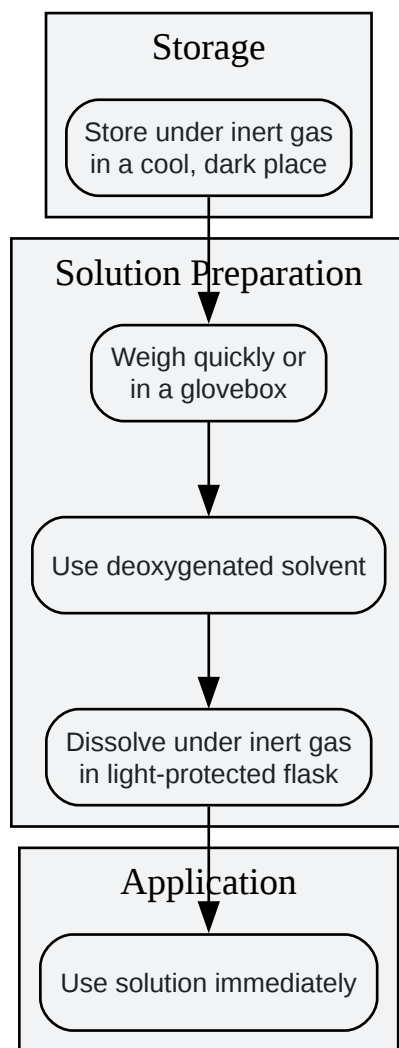 Storage
Store under inert gas
in a cool, dark place
Solution Preparation
Weigh quickly or
in a glovebox
Use deoxygenated solvent
Dissolve under inert gas
in light-protected flask
Application
Use solution immediately